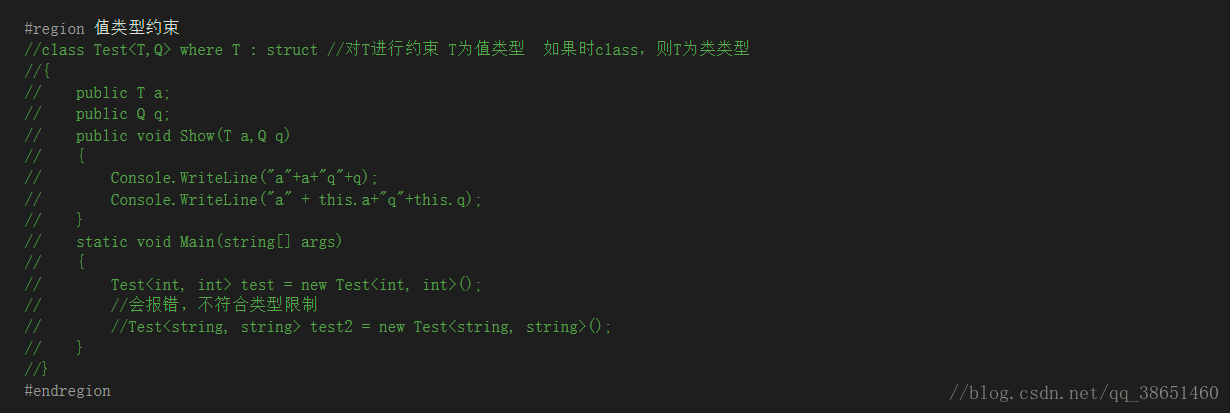 #region 值类型约束
//class Test<T,Q> where T : struct //对T进行约束 T为值类型  如果时class，则T为类类型
//{
//    public T a;
//    public Q q;
//    public void Show(T a,Q q)
//    {
//        Console.WriteLine("a"+a+"q"+q);
//        Console.WriteLine("a" + this.a+"q"+this.q);
//    }
//    static void Main(string[] args)
//    {
//        Test<int, int> test = new Test<int, int>();
//        //会报错，不符合类型限制
//        //Test<string, string> test2 = new Test<string, string>();
//    }
//}
#endregion
//blog.csdn.net/qq_38651460